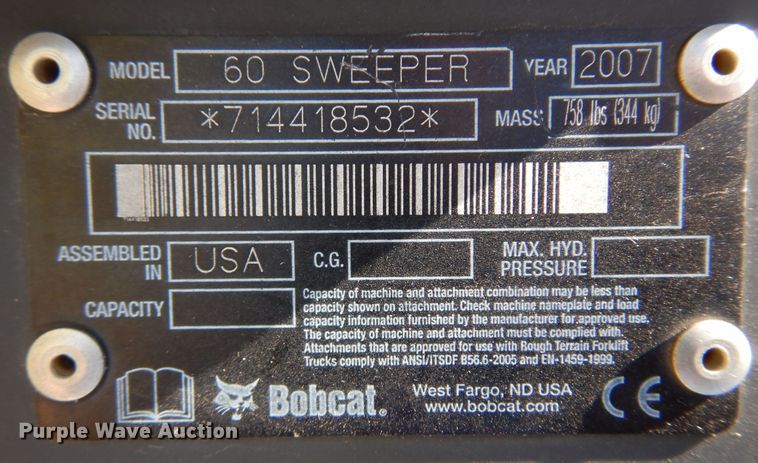 MODEL 60 SWEEPER YEAR 2007
SERIAL NO. *714418532* MASS 758 lbs (344 kg)
714418532
ASSEMBLED IN USA C.G. MAX. HYD. PRESSURE
CAPACITY
Capacity of machine and attachment combination may be less than
capacity shown on attachment. Check machine nameplate and load
capacity information furnished by the manufacturer for approved use.
The capacity of machine and attachment must be complied with.
Attachments that are approved for use with Rough Terrain Forklift
Trucks comply with ANSI/ITSDF B56.6-2005 and EN-1459-1999.
Bobcat®
West Fargo, ND USA
www.bobcat.com
CE
Purple Wave Auction